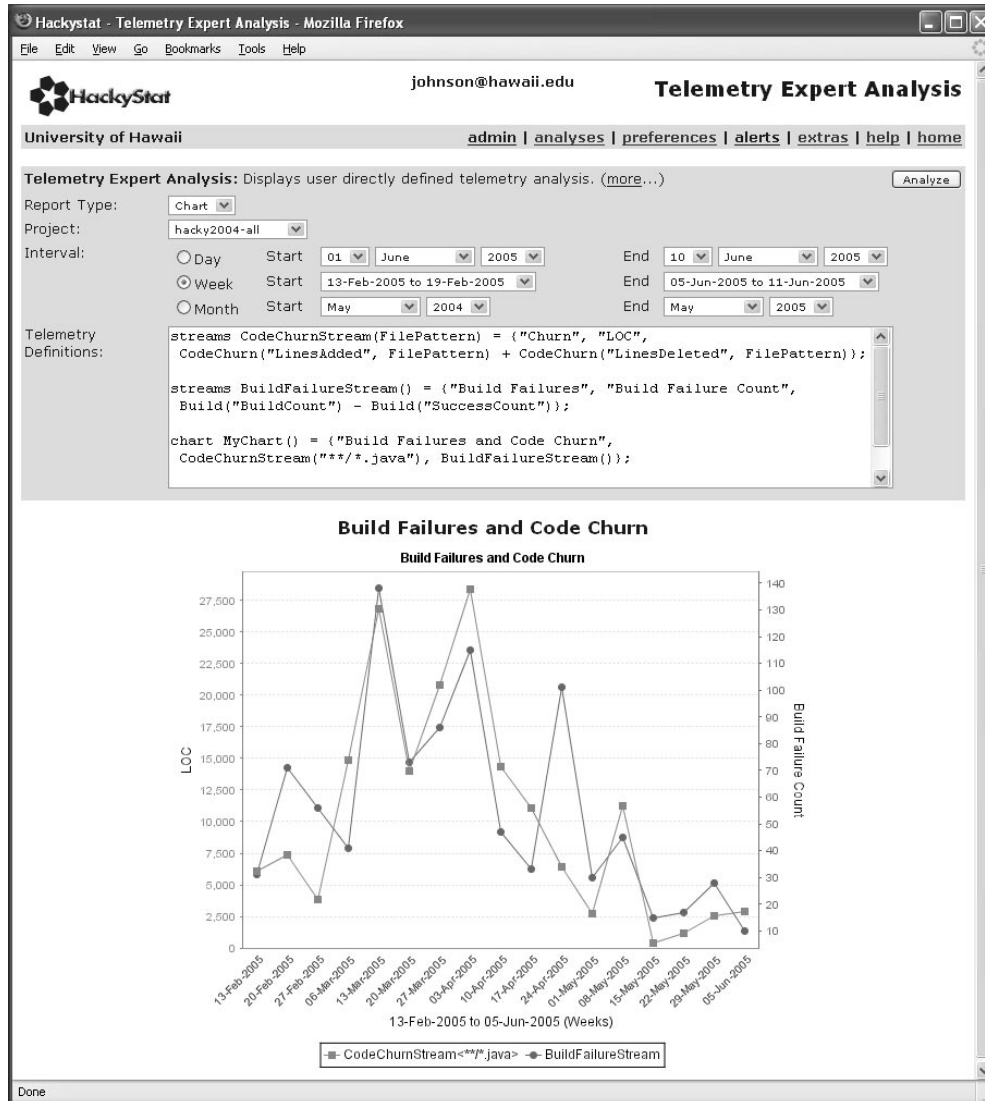 Hackystat - Telemetry Expert Analysis - Mozilla Firefox
File Edit View Go Bookmarks Tools Help
HackyStat
johnson@hawaii.edu
Telemetry Expert Analysis
University of Hawaii
admin | analyses | preferences | alerts | extras | help | home
Telemetry Expert Analysis: Displays user directly defined telemetry analysis. (more...)
Analyze
Report Type: Chart
Project: hacky2004-all
Interval:
Day Start 01 June 2005 End 10 June 2005
Week Start 13-Feb-2005 to 19-Feb-2005 End 05-Jun-2005 to 11-Jun-2005
Month Start May 2004 End May 2005
Telemetry
Definitions:
streams CodeChurnStream(FilePattern) = {"Churn", "LOC",
CodeChurn("LinesAdded", FilePattern) + CodeChurn("LinesDeleted", FilePattern)};
streams BuildFailureStream() = {"Build Failures", "Build Failure Count",
Build("BuildCount") - Build("SuccessCount")};
chart MyChart() = {"Build Failures and Code Churn",
CodeChurnStream("**/*.java"), BuildFailureStream()};
Build Failures and Code Churn
Build Failures and Code Churn
LOC
27,500
25,000
22,500
20,000
17,500
15,000
12,500
10,000
7,500
5,000
2,500
0
140
130
120
110
100
90
80
70
60
50
40
30
20
10
Build Failure Count
13-Feb-2005
20-Feb-2005
27-Feb-2005
06-Mar-2005
13-Mar-2005
20-Mar-2005
27-Mar-2005
03-Apr-2005
10-Apr-2005
17-Apr-2005
24-Apr-2005
01-May-2005
08-May-2005
15-May-2005
22-May-2005
29-May-2005
05-Jun-2005
13-Feb-2005 to 05-Jun-2005 (Weeks)
CodeChurnStream<**/*.java> BuildFailureStream
Done